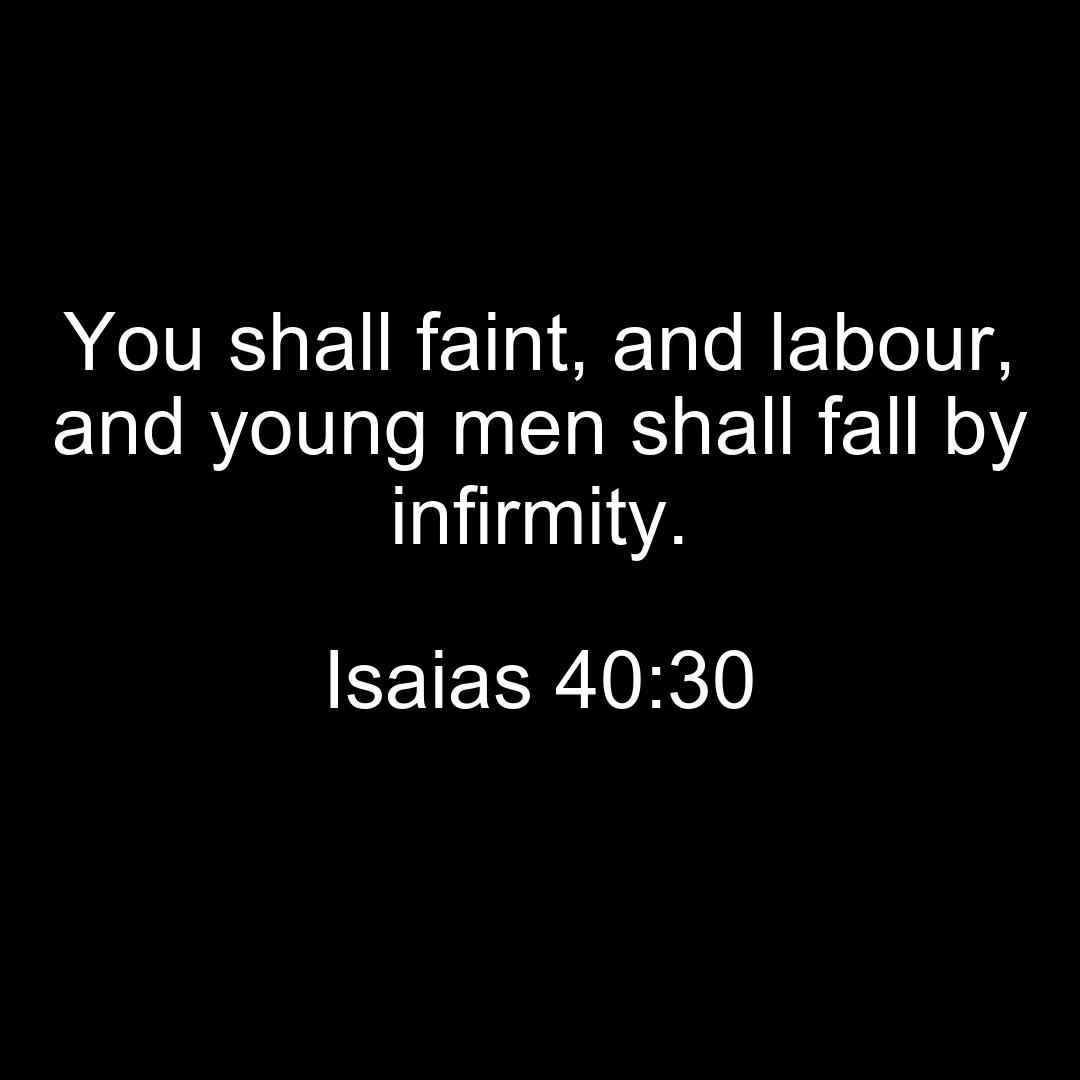 You shall faint, and labour,
and young men shall fall by
infirmity.
Isaias 40:30